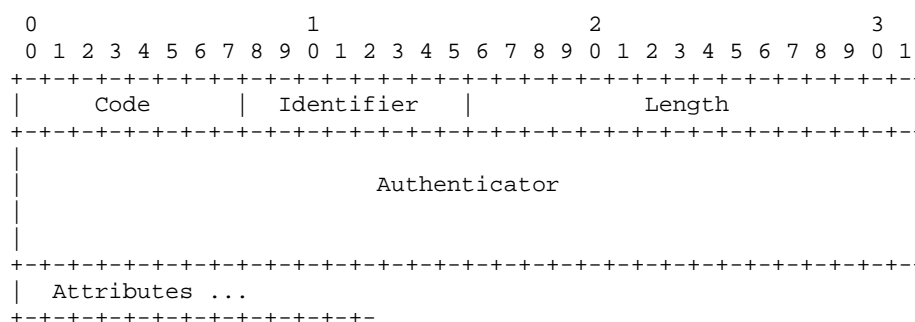 0                   1                   2                   3
 0 1 2 3 4 5 6 7 8 9 0 1 2 3 4 5 6 7 8 9 0 1 2 3 4 5 6 7 8 9 0 1
+-+-+-+-+-+-+-+-+-+-+-+-+-+-+-+-+-+-+-+-+-+-+-+-+-+-+-+-+-+-+-+-
|     Code      |  Identifier   |            Length
+-+-+-+-+-+-+-+-+-+-+-+-+-+-+-+-+-+-+-+-+-+-+-+-+-+-+-+-+-+-+-+-
|
|                         Authenticator
|
|
+-+-+-+-+-+-+-+-+-+-+-+-+-+-+-+-+-+-+-+-+-+-+-+-+-+-+-+-+-+-+-+-
|  Attributes ...
+-+-+-+-+-+-+-+-+-+-+-+-+-